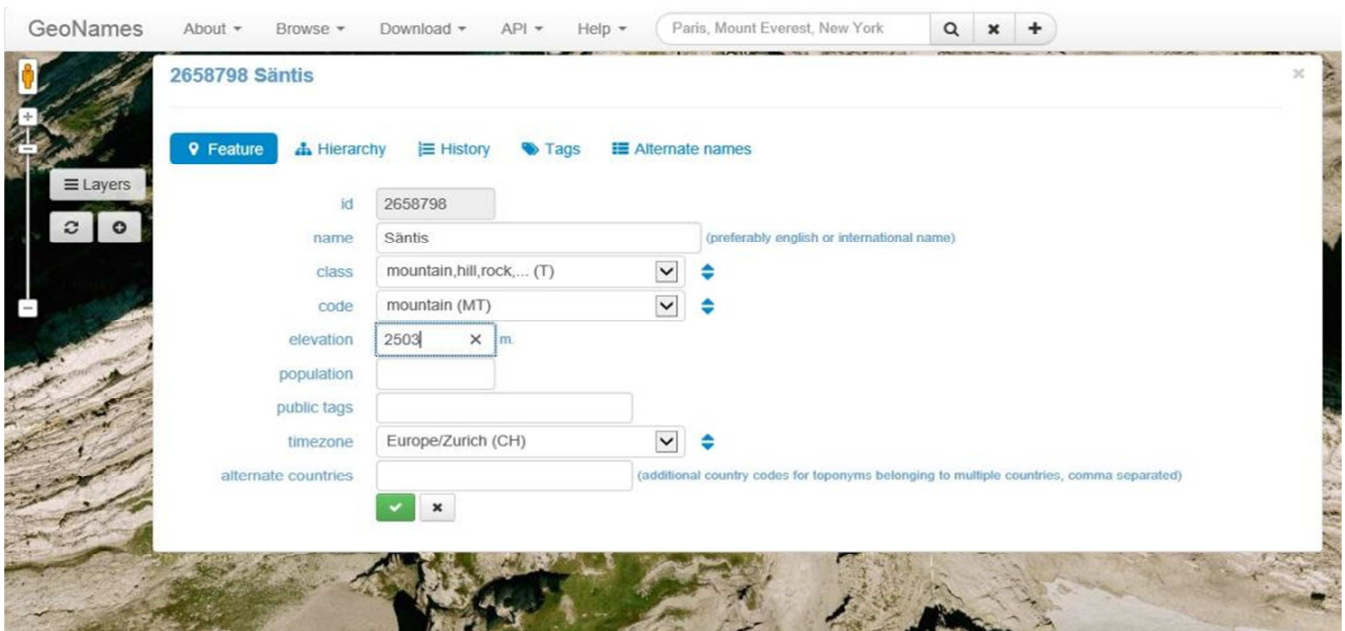 GeoNames About Browse Download API Help Paris, Mount Everest, New York
2658798 Säntis
Feature Hierarchy History Tags Alternate names
Layers
id 2658798
name Säntis (preferably english or international name)
class mountain,hill,rock,... (T)
code mountain (MT)
elevation 2503 m.
population
public tags
timezone Europe/Zurich (CH)
alternate countries (additional country codes for toponyms belonging to multiple countries, comma separated)